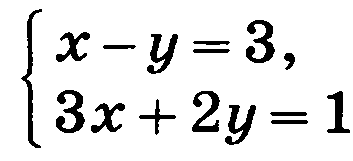 x − y = 3,
3x + 2y = 1